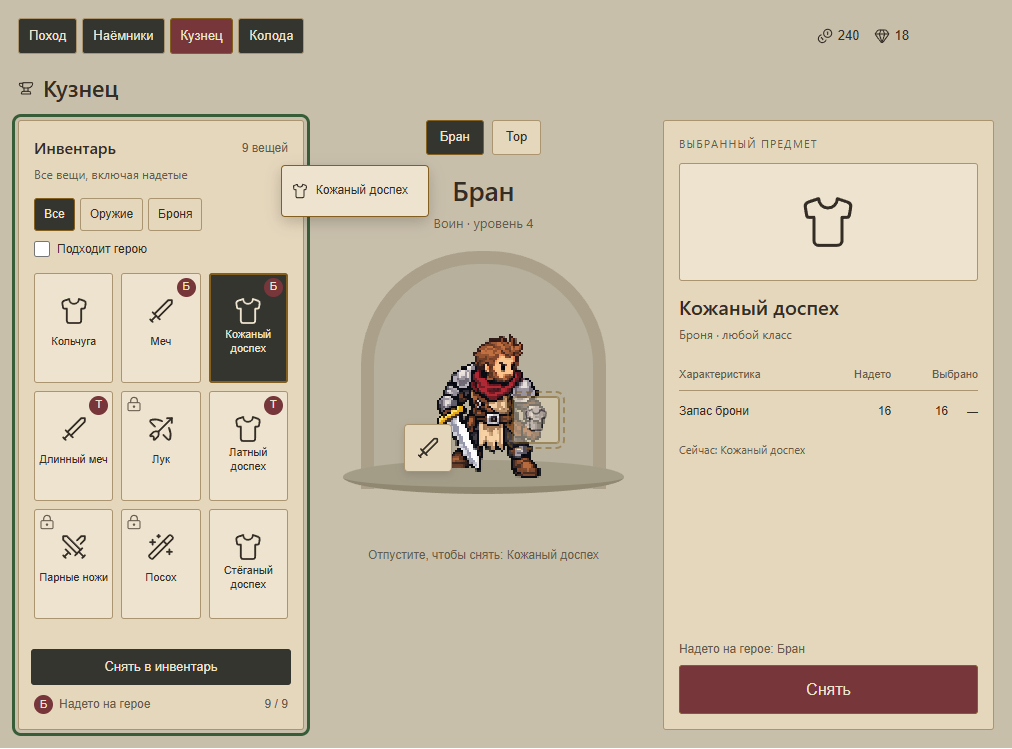 Поход
Наёмники
Кузнец
Колода
240
18
Кузнец
Инвентарь
9 вещей
Все вещи, включая надетые
Все
Оружие
Броня
Подходит герою
Кольчуга
Б
Меч
Б
Кожаный
доспех
Т
Длинный меч
Лук
Т
Латный
доспех
Парные ножи
Посох
Стёганый
доспех
Снять в инвентарь
Б
Надето на герое
9 / 9
Кожаный доспех
Бран
Тор
Бран
Воин · уровень 4
Отпустите, чтобы снять: Кожаный доспех
ВЫБРАННЫЙ ПРЕДМЕТ
Кожаный доспех
Броня · любой класс
Характеристика
Надето
Выбрано
Запас брони
16
16 —
Сейчас: Кожаный доспех
Надето на герое: Бран
Снять